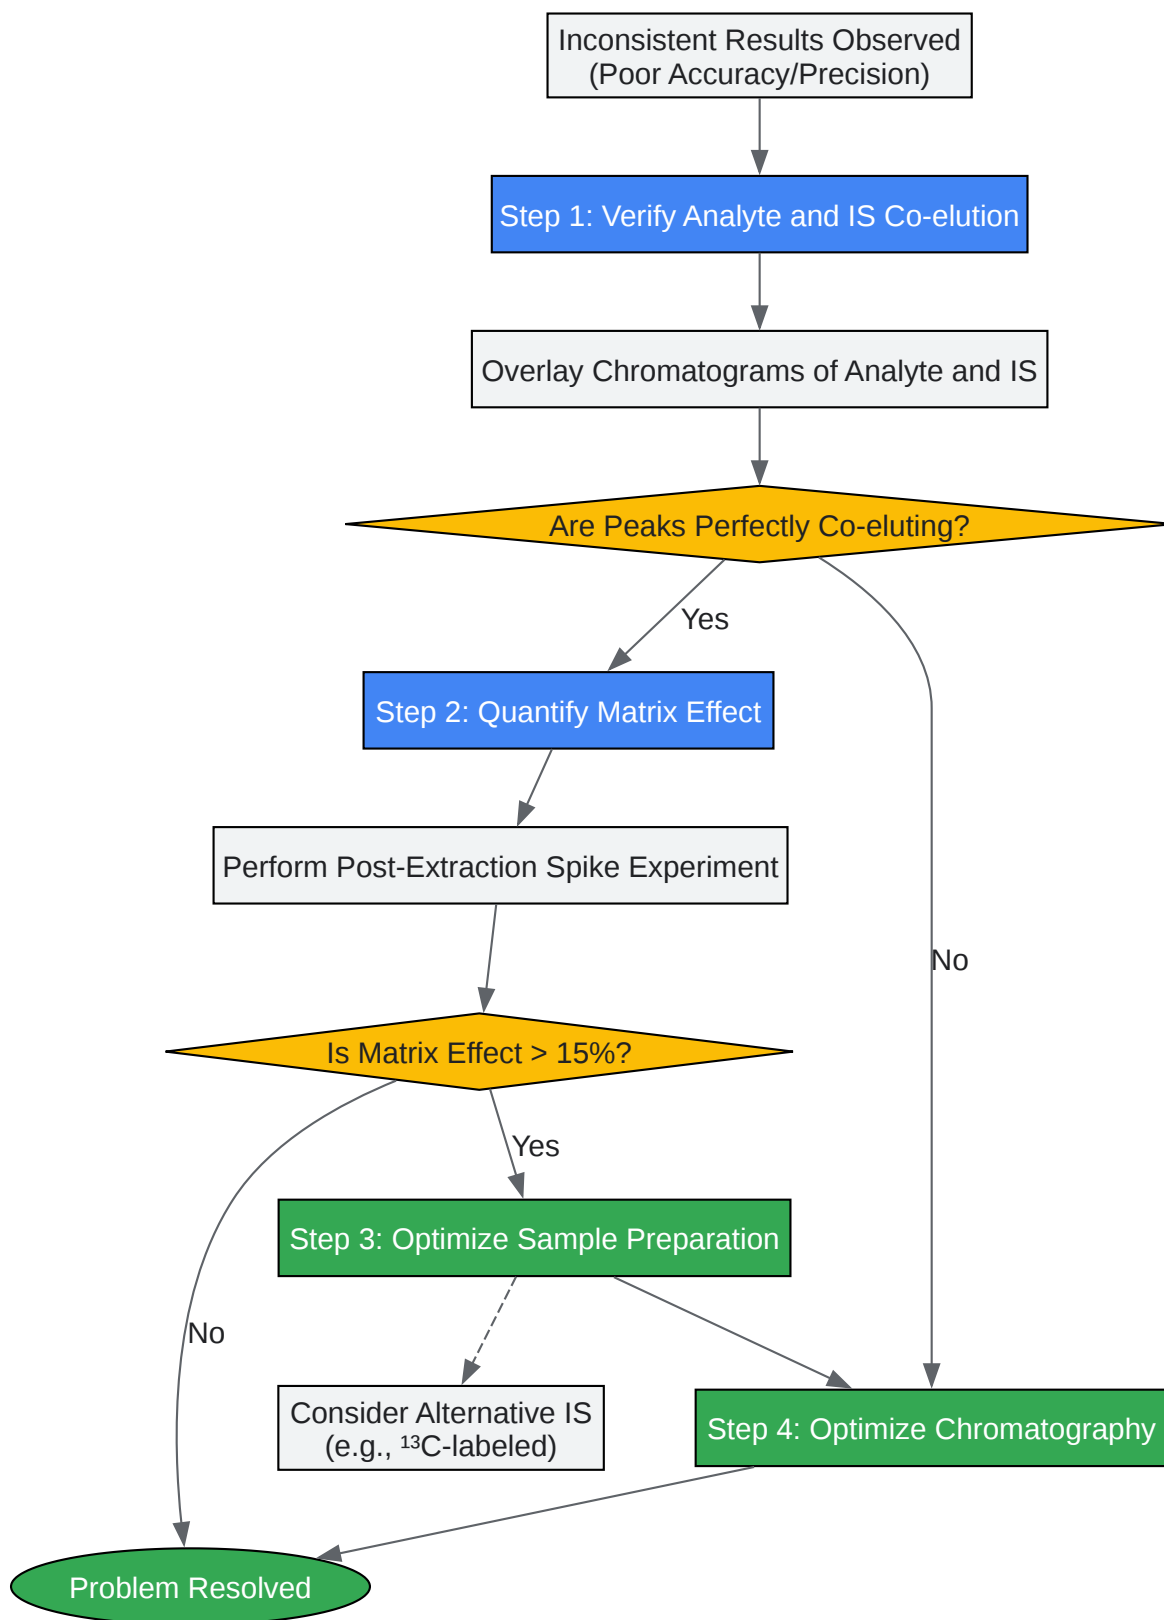 Inconsistent Results Observed
(Poor Accuracy/Precision)
Step 1: Verify Analyte and IS Co-elution
Overlay Chromatograms of Analyte and IS
Are Peaks Perfectly Co-eluting?
Yes
Step 2: Quantify Matrix Effect
Perform Post-Extraction Spike Experiment
No
Is Matrix Effect > 15%?
Yes
Step 3: Optimize Sample Preparation
No
Consider Alternative IS
(e.g., ¹³C-labeled)
Step 4: Optimize Chromatography
Problem Resolved